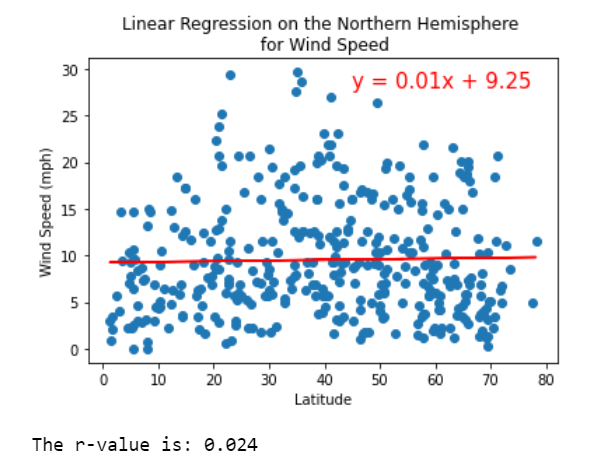 Linear Regression on the Northern Hemisphere
for Wind Speed
y = 0.01x + 9.25
Wind Speed (mph)
30
25
20
15
10
5
0
0 10 20 30 40 50 60 70 80
Latitude
The r-value is: 0.024